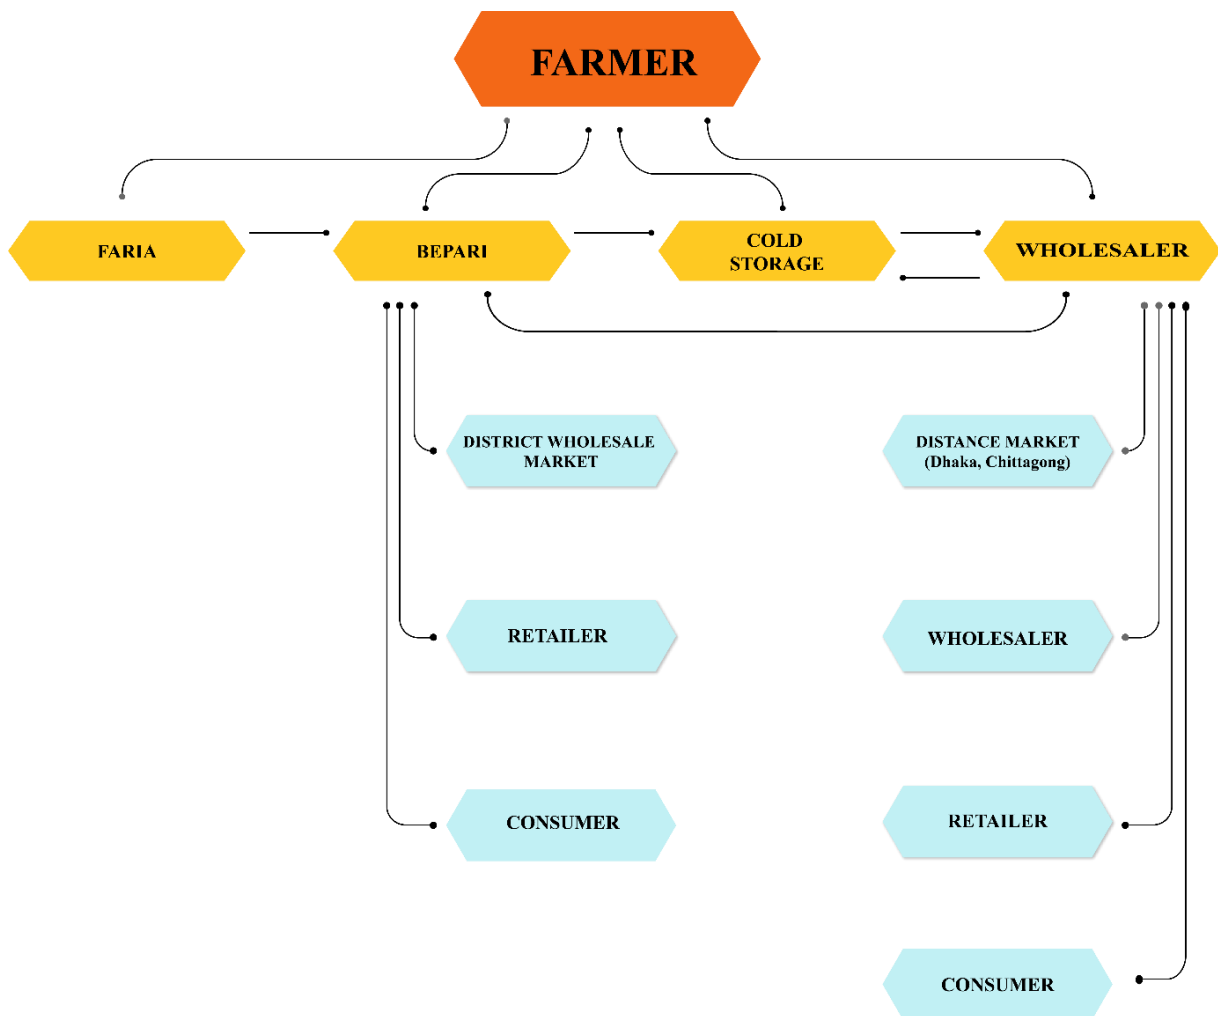 FARMER
FARIA
BEPARI
COLD
STORAGE
WHOLESALER
DISTRICT WHOLESALE
MARKET
DISTANCE MARKET
(Dhaka, Chittagong)
RETAILER
WHOLESALER
CONSUMER
RETAILER
CONSUMER